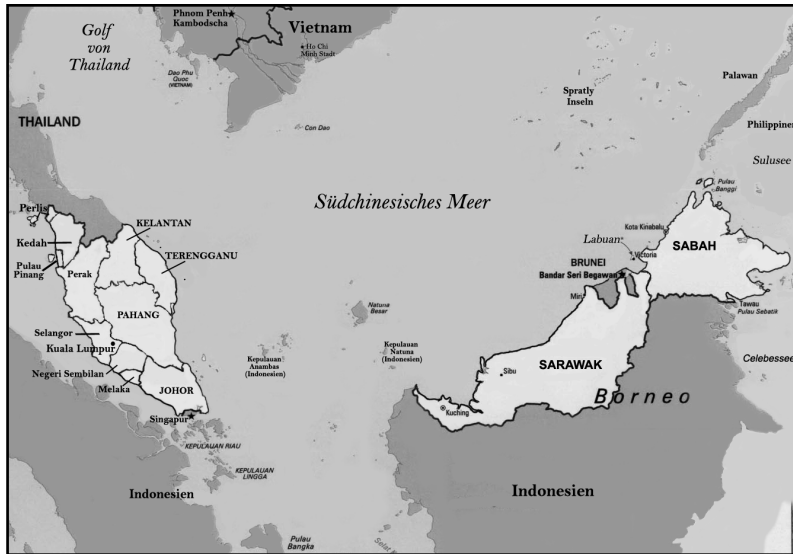 Phnom Penh
Kambodscha
Vietnam
Ho Chi
Minh Stadt
Golf
von
Thailand
Dao Phu
Quoc
(VIETNAM)
Con Dao
Spratly
Inseln
Palawan
Philippinen
Sulusee
THAILAND
Südchinesisches Meer
Pulau
Banggi
Perlis
KELANTAN
Kota Kinabalu
Kedah
TERENGGANU
Labuan
SABAH
Victoria
Pulau
Pinang
Perak
BRUNEI
Bandar Seri Begawan
Miri
Natuna
Besar
Tawau
Pulau Sebatik
PAHANG
Selangor
Kuala Lumpur
Kepulauan
Anambas
(Indonesien)
Kepulauan
Natuna
(Indonesien)
Celebessee
Negeri Sembilan
SARAWAK
Sibu
Melaka
JOHOR
Borneo
Kuching
Singapur
KEPULAUAN RIAU
KEPULAUAN
LINGGA
Indonesien
Indonesien
Pulau
Bangka